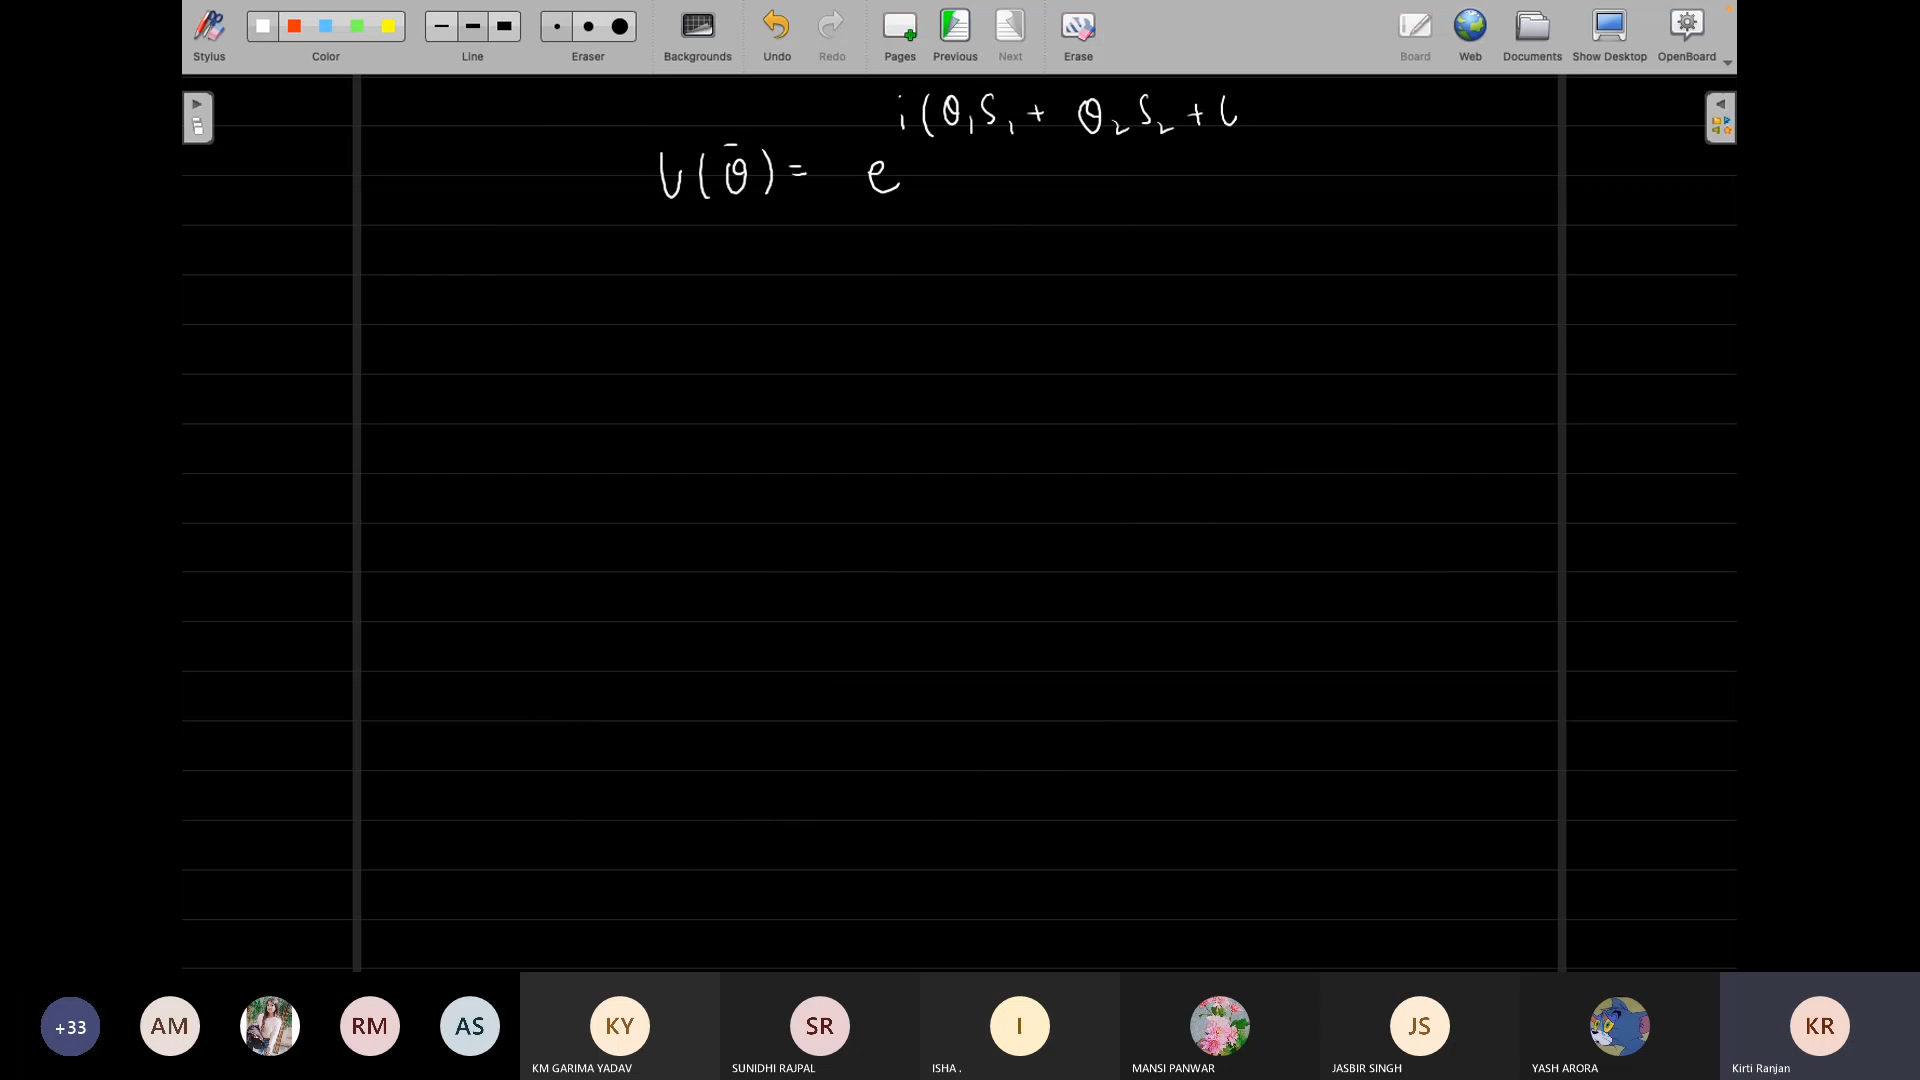 Stylus
Color
Line
Eraser
Backgrounds
Undo
Redo
Pages
Previous
Next
Erase
Board
Web
Documents
Show Desktop
OpenBoard
i(θ₁S₁ + θ₂S₂ +
U(θ̄) = e
+33
AM
RM
AS
KY
SR
I
JS
KR
KM GARIMA YADAV
SUNIDHI RAJPAL
ISHA .
MANSI PANWAR
JASBIR SINGH
YASH ARORA
Kirti Ranjan